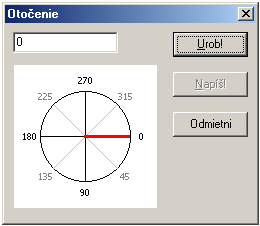 Otočenie
0
Urob!
Napíš!
Odmietni
270
225 315
180 0
135 45
90